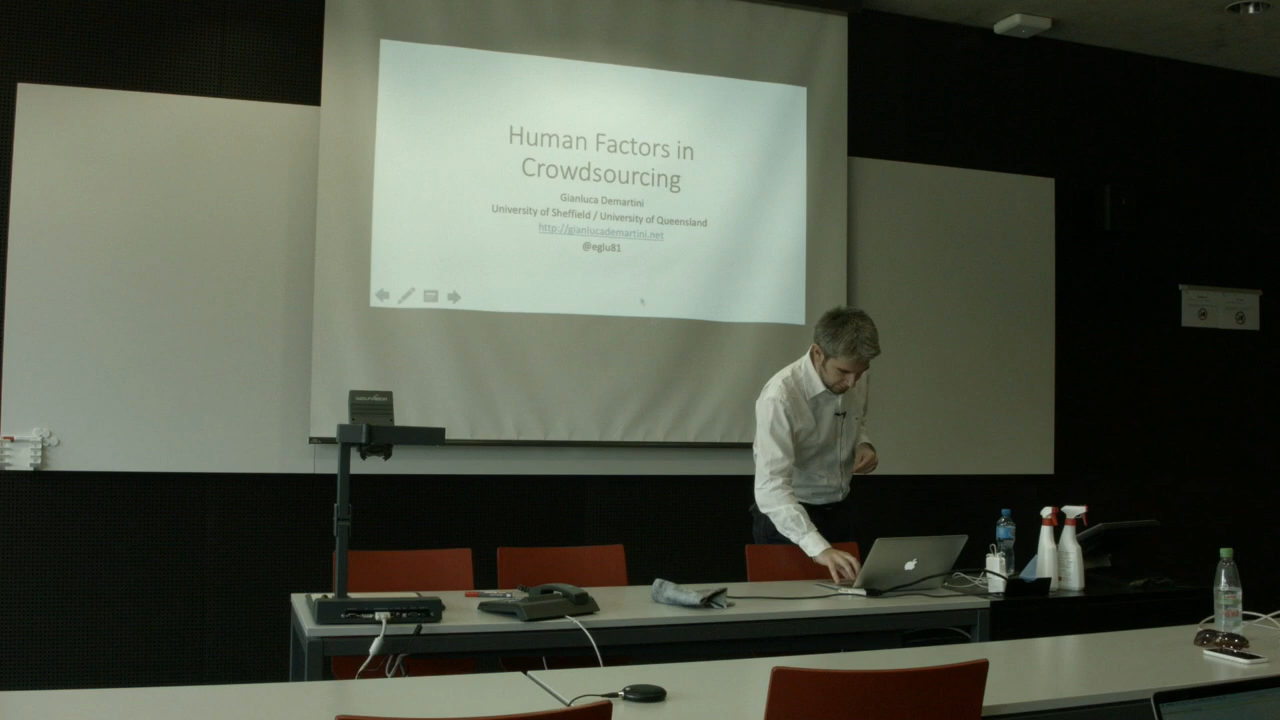 Human Factors in
Crowdsourcing
Gianluca Demartini
University of Sheffield / University of Queensland
http://gianlucademartini.net
@eglu81